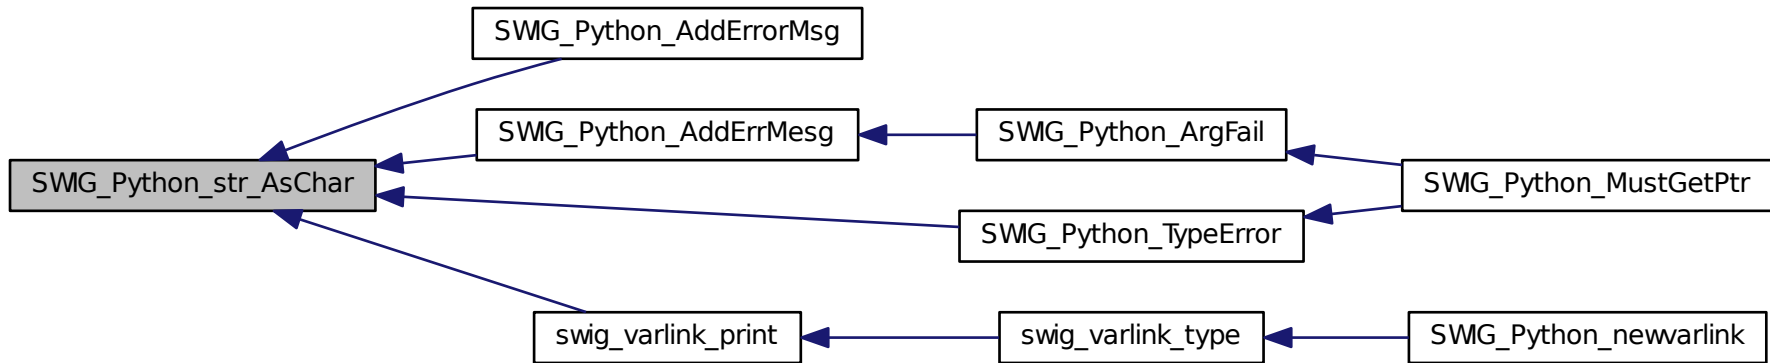 SWIG_Python_AddErrorMsg
SWIG_Python_AddErrMesg
SWIG_Python_ArgFail
SWIG_Python_str_AsChar
SWIG_Python_MustGetPtr
SWIG_Python_TypeError
swig_varlink_print
swig_varlink_type
SWIG_Python_newvarlink